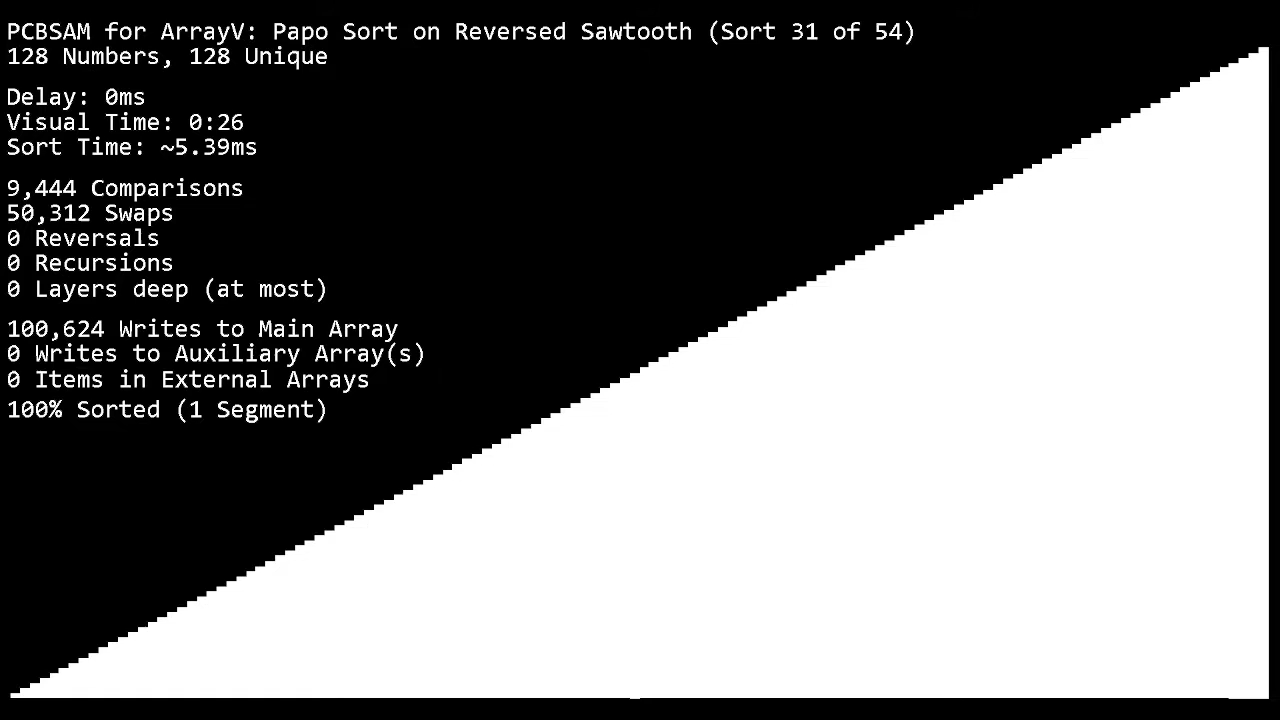 PCBSAM for ArrayV: Papo Sort on Reversed Sawtooth (Sort 31 of 54)
128 Numbers, 128 Unique
Delay: 0ms
Visual Time: 0:26
Sort Time: ~5.39ms
9,444 Comparisons
50,312 Swaps
0 Reversals
0 Recursions
0 Layers deep (at most)
100,624 Writes to Main Array
0 Writes to Auxiliary Array(s)
0 Items in External Arrays
100% Sorted (1 Segment)